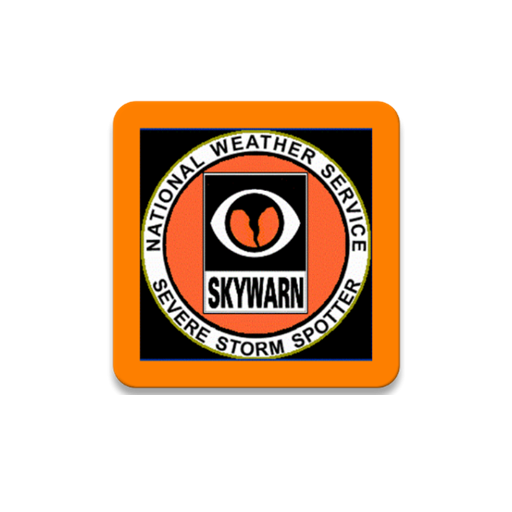 NATIONAL WEATHER SERVICE
SKYWARN
SEVERE STORM SPOTTER